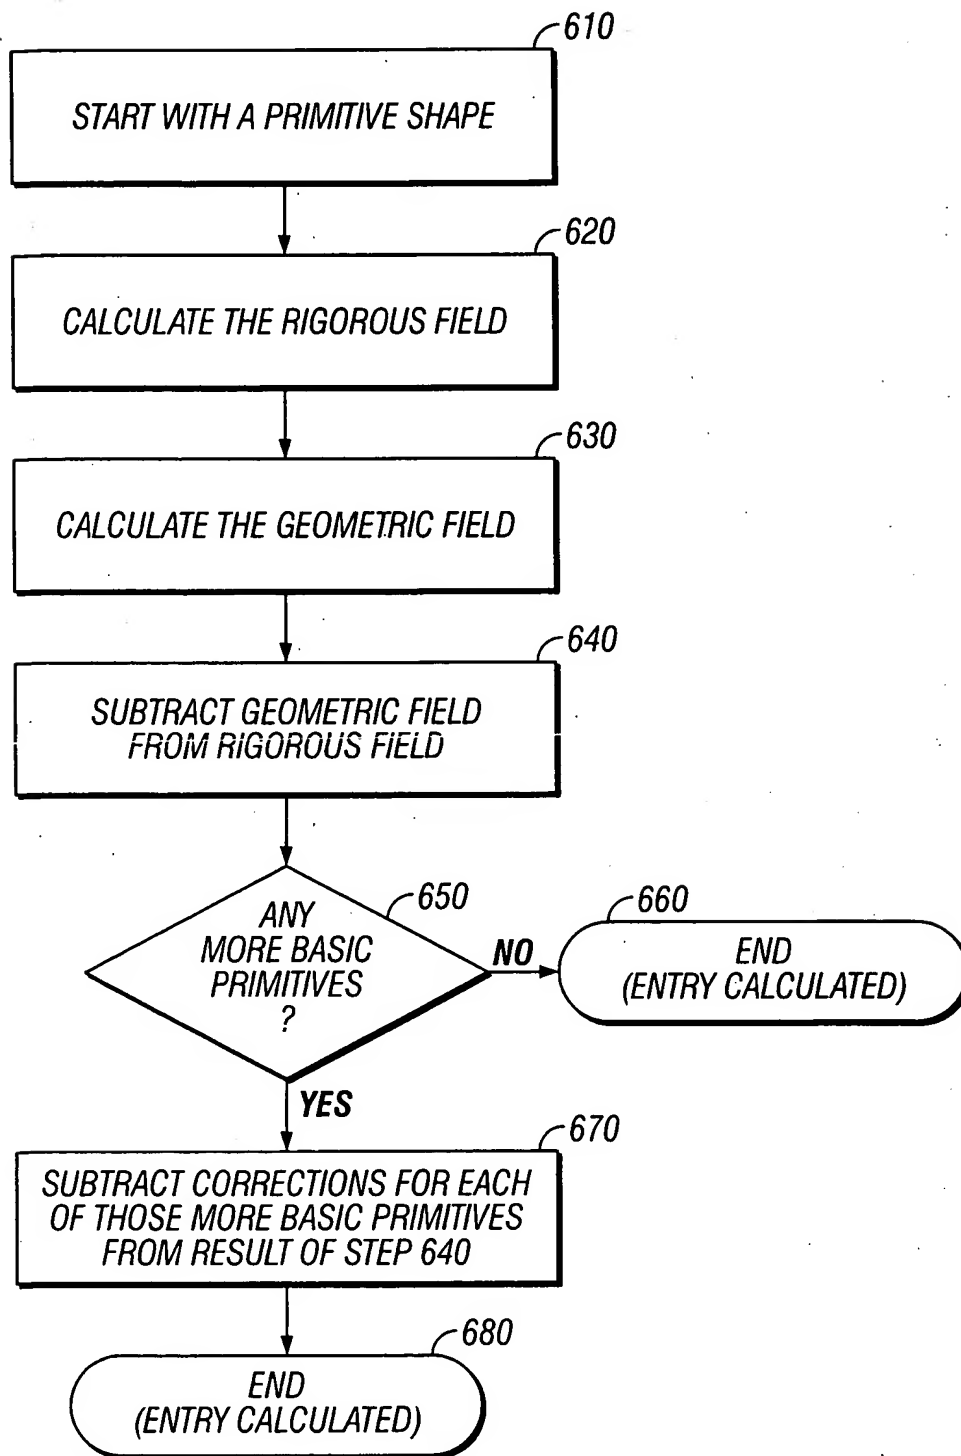 610
START WITH A PRIMITIVE SHAPE
620
CALCULATE THE RIGOROUS FIELD
630
CALCULATE THE GEOMETRIC FIELD
640
SUBTRACT GEOMETRIC FIELD
FROM RIGOROUS FIELD
650
ANY
MORE BASIC
PRIMITIVES
?
NO
660
END
(ENTRY CALCULATED)
YES
670
SUBTRACT CORRECTIONS FOR EACH
OF THOSE MORE BASIC PRIMITIVES
FROM RESULT OF STEP 640
680
END
(ENTRY CALCULATED)